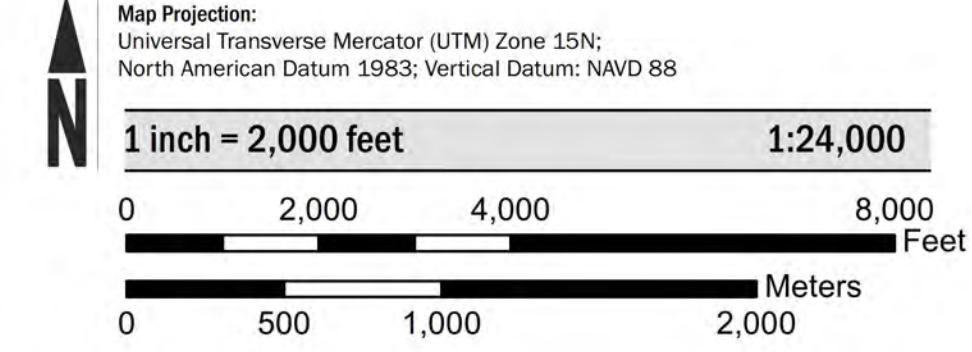 N
Map Projection:
Universal Transverse Mercator (UTM) Zone 15N;
North American Datum 1983; Vertical Datum: NAVD 88
1 inch = 2,000 feet 1:24,000
0 2,000 4,000 8,000
Feet
Meters
0 500 1,000 2,000